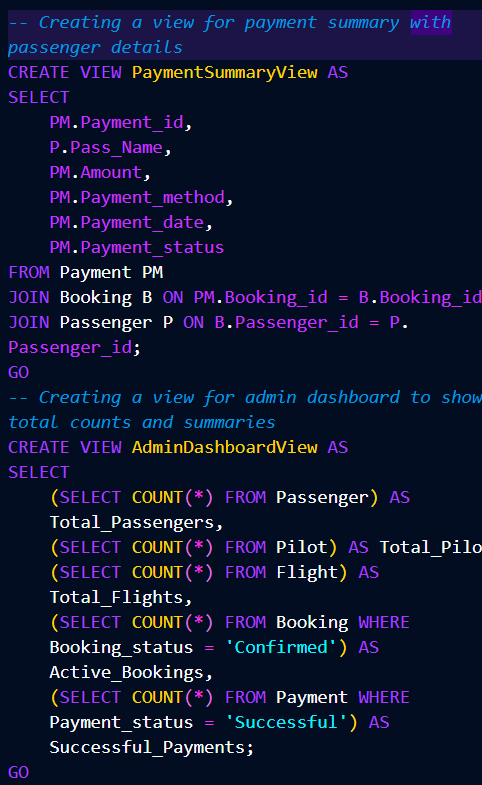 -- Creating a view for payment summary with
passenger details
CREATE VIEW PaymentSummaryView AS
SELECT
PM.Payment_id,
P.Pass_Name,
PM.Amount,
PM.Payment_method,
PM.Payment_date,
PM.Payment_status
FROM Payment PM
JOIN Booking B ON PM.Booking_id = B.Booking_id
JOIN Passenger P ON B.Passenger_id = P.
Passenger_id;
GO
-- Creating a view for admin dashboard to show
total counts and summaries
CREATE VIEW AdminDashboardView AS
SELECT
(SELECT COUNT(*) FROM Passenger) AS
Total_Passengers,
(SELECT COUNT(*) FROM Pilot) AS Total_Pilo
(SELECT COUNT(*) FROM Flight) AS
Total_Flights,
(SELECT COUNT(*) FROM Booking WHERE
Booking_status = 'Confirmed') AS
Active_Bookings,
(SELECT COUNT(*) FROM Payment WHERE
Payment_status = 'Successful') AS
Successful_Payments;
GO